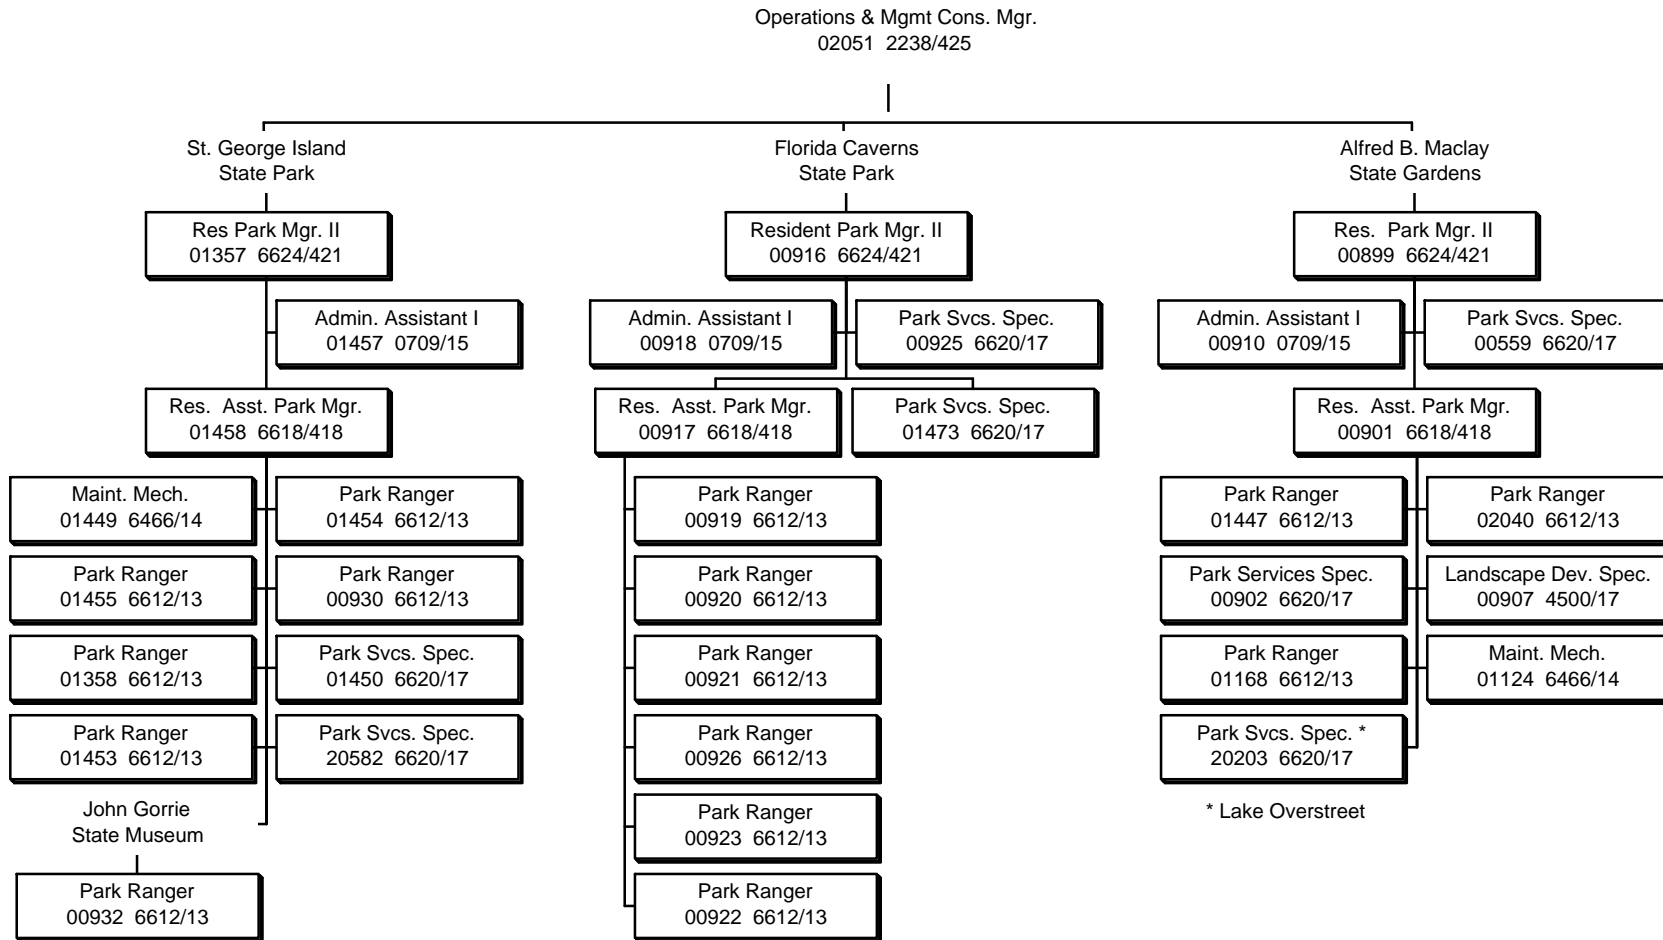 Operations & Mgmt Cons. Mgr.
02051 2238/425
St. George Island
State Park
Res Park Mgr. II
01357 6624/421
Admin. Assistant I
01457 0709/15
Res. Asst. Park Mgr.
01458 6618/418
Maint. Mech.
01449 6466/14
Park Ranger
01454 6612/13
Park Ranger
01455 6612/13
Park Ranger
00930 6612/13
Park Ranger
01358 6612/13
Park Svcs. Spec.
01450 6620/17
Park Ranger
01453 6612/13
Park Svcs. Spec.
20582 6620/17
John Gorrie
State Museum
Park Ranger
00932 6612/13
Florida Caverns
State Park
Resident Park Mgr. II
00916 6624/421
Admin. Assistant I
00918 0709/15
Park Svcs. Spec.
00925 6620/17
Res. Asst. Park Mgr.
00917 6618/418
Park Svcs. Spec.
01473 6620/17
Park Ranger
00919 6612/13
Park Ranger
00920 6612/13
Park Ranger
00921 6612/13
Park Ranger
00926 6612/13
Park Ranger
00923 6612/13
Park Ranger
00922 6612/13
Alfred B. Maclay
State Gardens
Res. Park Mgr. II
00899 6624/421
Admin. Assistant I
00910 0709/15
Park Svcs. Spec.
00559 6620/17
Res. Asst. Park Mgr.
00901 6618/418
Park Ranger
01447 6612/13
Park Ranger
02040 6612/13
Park Services Spec.
00902 6620/17
Landscape Dev. Spec.
00907 4500/17
Park Ranger
01168 6612/13
Maint. Mech.
01124 6466/14
Park Svcs. Spec. *
20203 6620/17
* Lake Overstreet